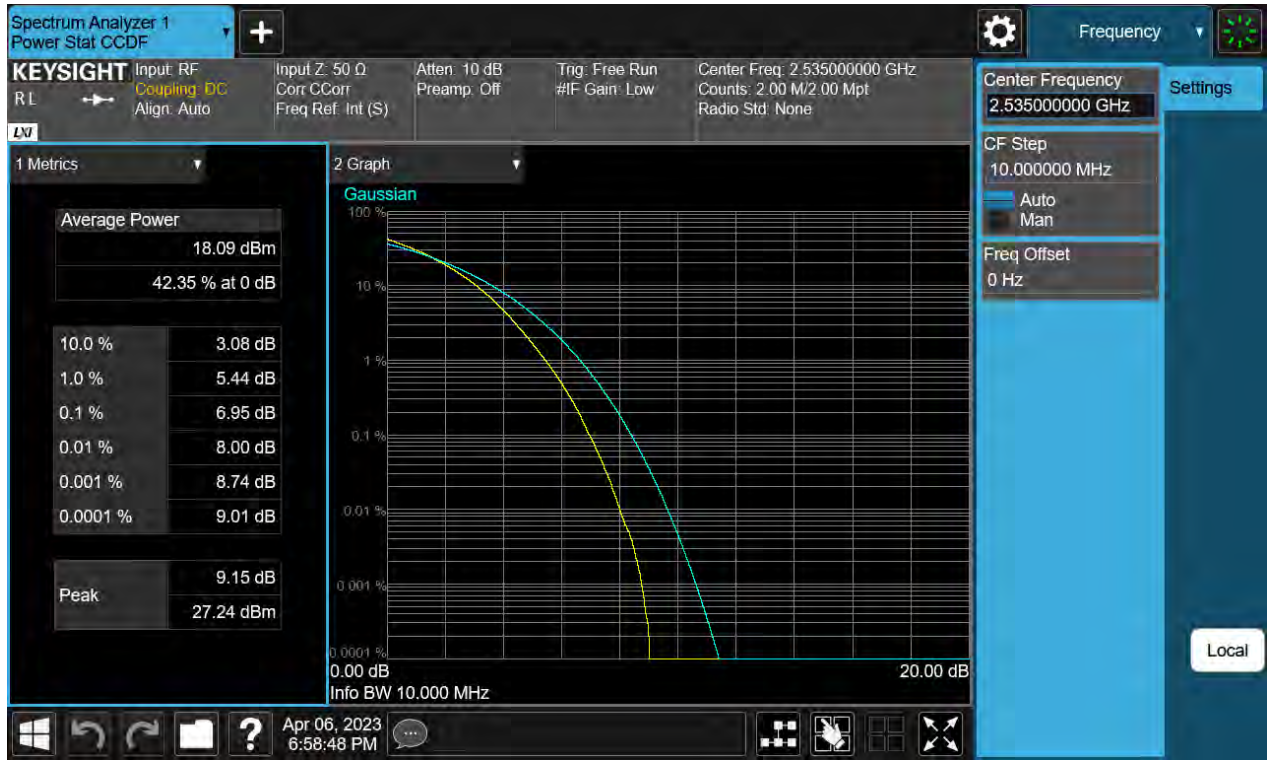 Spectrum Analyzer 1
Power Stat CCDF
+
Frequency
KEYSIGHT
RL
LXI
Input: RF
Coupling: DC
Align: Auto
Input Z: 50 Ω
Corr CCorr
Freq Ref: Int (S)
Atten: 10 dB
Preamp: Off
Trig: Free Run
#IF Gain: Low
Center Freq: 2.535000000 GHz
Counts: 2.00 M/2.00 Mpt
Radio Std: None
Center Frequency
2.535000000 GHz
Settings
CF Step
10.000000 MHz
Auto
Man
Freq Offset
0 Hz
1 Metrics
Average Power
18.09 dBm
42.35 % at 0 dB
10.0 % 3.08 dB
1.0 % 5.44 dB
0.1 % 6.95 dB
0.01 % 8.00 dB
0.001 % 8.74 dB
0.0001 % 9.01 dB
Peak
9.15 dB
27.24 dBm
2 Graph
Gaussian
100 %
10 %
1 %
0.1 %
0.01 %
0.001 %
0.0001 %
0.00 dB
20.00 dB
Info BW 10.000 MHz
Local
?
Apr 06, 2023
6:58:48 PM